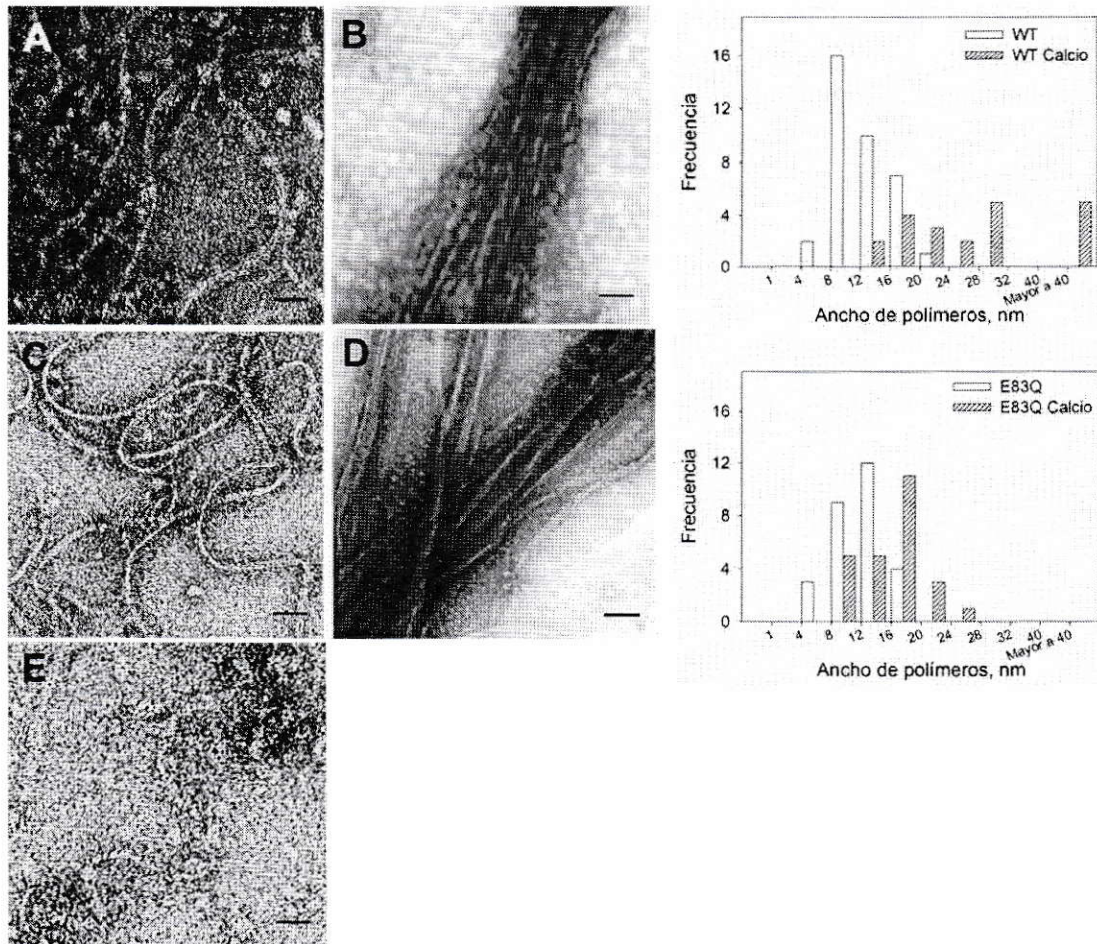 A
B
C
D
E
WT
WT Calcio
16
12
8
4
0
Frecuencia
1
4
8
12
16
20
24
28
32
40
Mayor a 40
Ancho de polímeros, nm
E83Q
E83Q Calcio
16
12
8
4
0
Frecuencia
1
4
8
12
16
20
24
28
32
40
Mayor a 40
Ancho de polímeros, nm